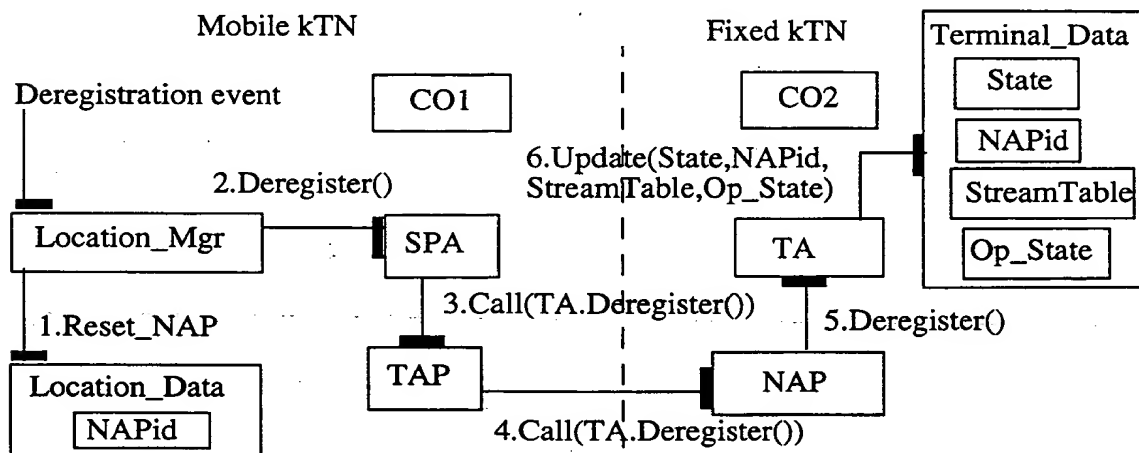 Mobile kTN
Fixed kTN
Terminal_Data
State
NAPid
StreamTable
Op_State
Deregistration event
CO1
CO2
6.Update(State,NAPid,
StreamTable,Op_State)
2.Deregister()
Location_Mgr
SPA
TA
1.Reset_NAP
3.Call(TA.Deregister())
5.Deregister()
Location_Data
NAPid
TAP
NAP
4.Call(TA.Deregister())